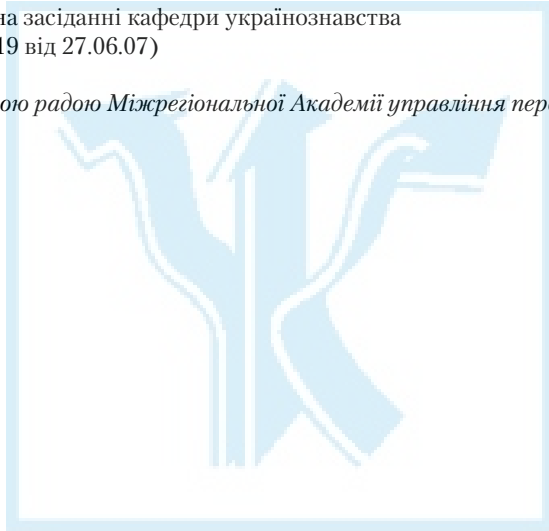 на засіданні кафедри українознавства
19 від 27.06.07)
ою радою Міжрегіональної Академії управління пер